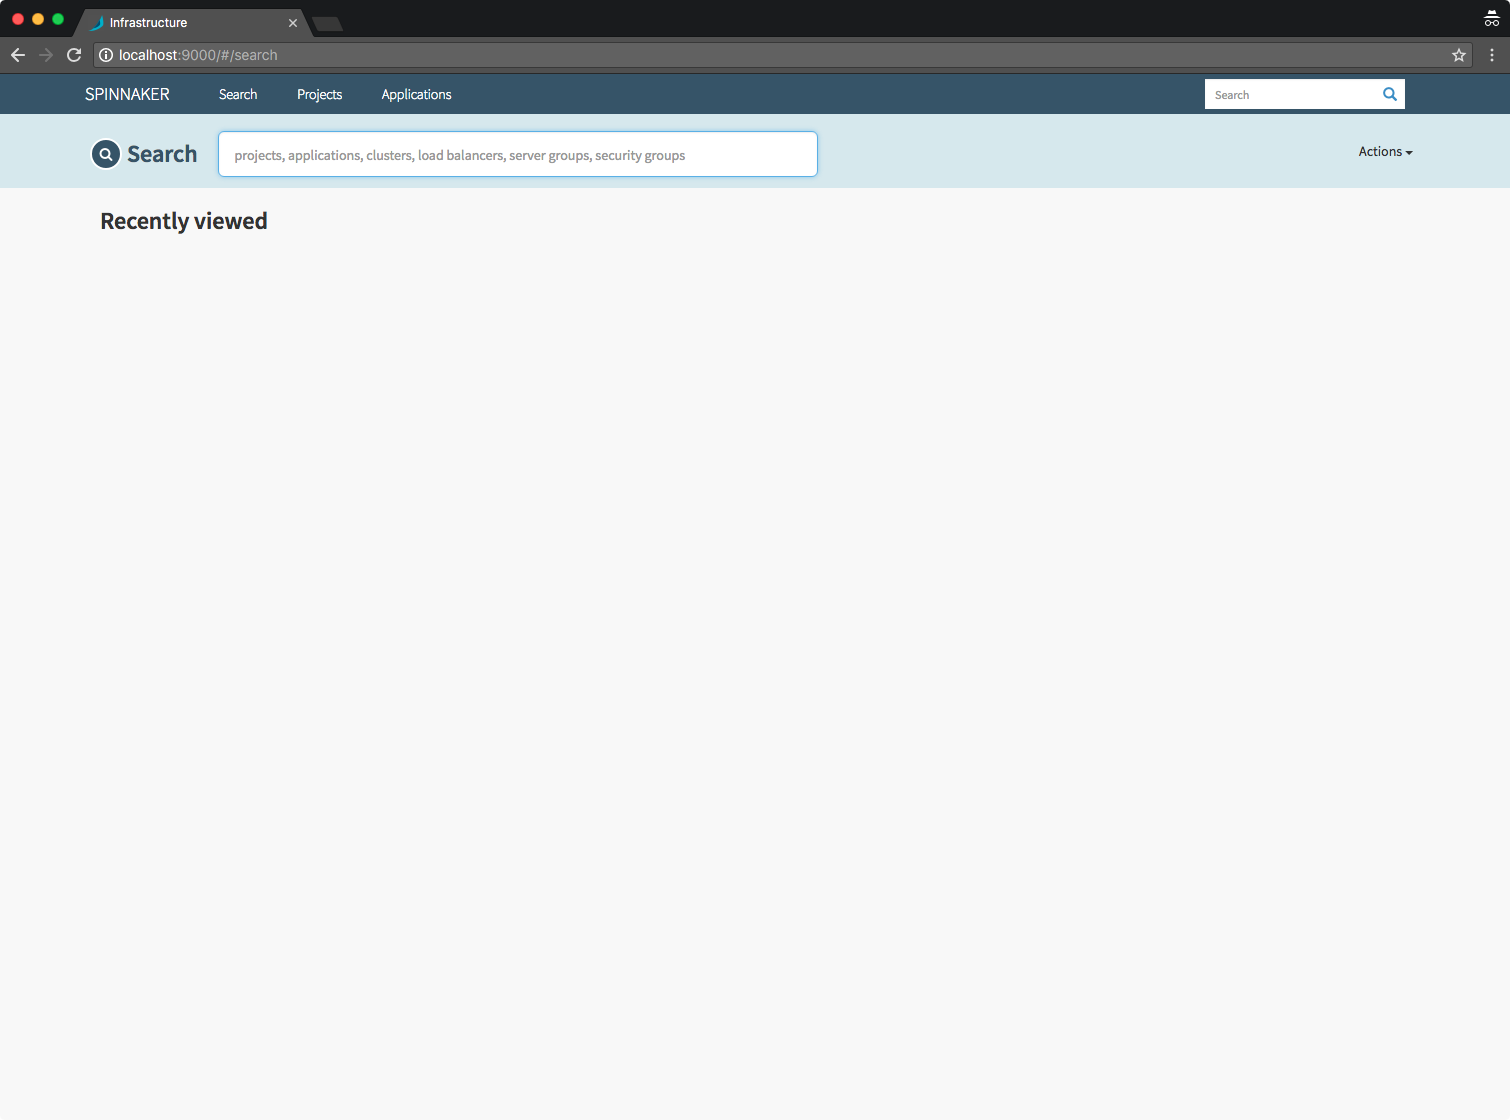 Infrastructure
localhost:9000/#/search
SPINNAKER Search Projects Applications Search
Search projects, applications, clusters, load balancers, server groups, security groups Actions
Recently viewed